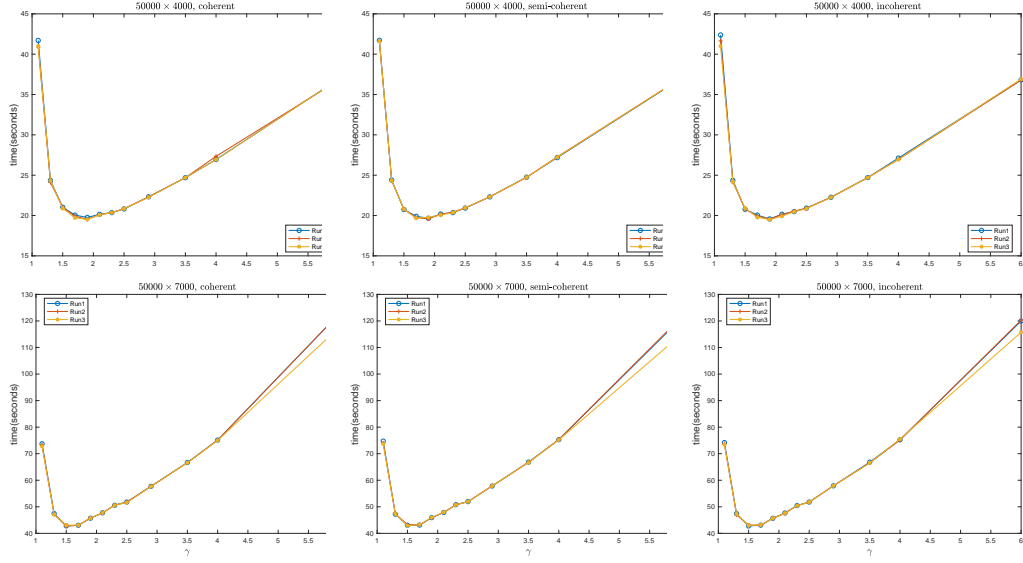 50000 × 4000, coherent
45
40
35
30
25
20
15
time(seconds)
1 1.5 2 2.5 3 3.5 4 4.5 5 5.5
Run
Run
Run
50000 × 4000, semi-coherent
45
40
35
30
25
20
15
time(seconds)
1 1.5 2 2.5 3 3.5 4 4.5 5 5.5
Run
Run
Run
50000 × 4000, incoherent
45
40
35
30
25
20
15
time(seconds)
1 1.5 2 2.5 3 3.5 4 4.5 5 5.5 6
Run1
Run2
Run3
50000 × 7000, coherent
130
120
110
100
90
80
70
60
50
40
time(seconds)
Run1
Run2
Run3
1 1.5 2 2.5 3 3.5 4 4.5 5 5.5
γ
50000 × 7000, semi-coherent
130
120
110
100
90
80
70
60
50
40
time(seconds)
Run1
Run2
Run3
1 1.5 2 2.5 3 3.5 4 4.5 5 5.5
γ
50000 × 7000, incoherent
130
120
110
100
90
80
70
60
50
40
time(seconds)
Run1
Run2
Run3
1 1.5 2 2.5 3 3.5 4 4.5 5 5.5 6
γ